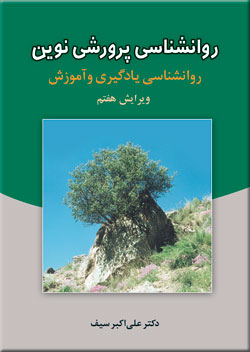 روانشناسی پرورشی نوین
روانشناسی یادگیری و آموزش
ویرایش هفتم
دکتر علی‌اکبر سیف